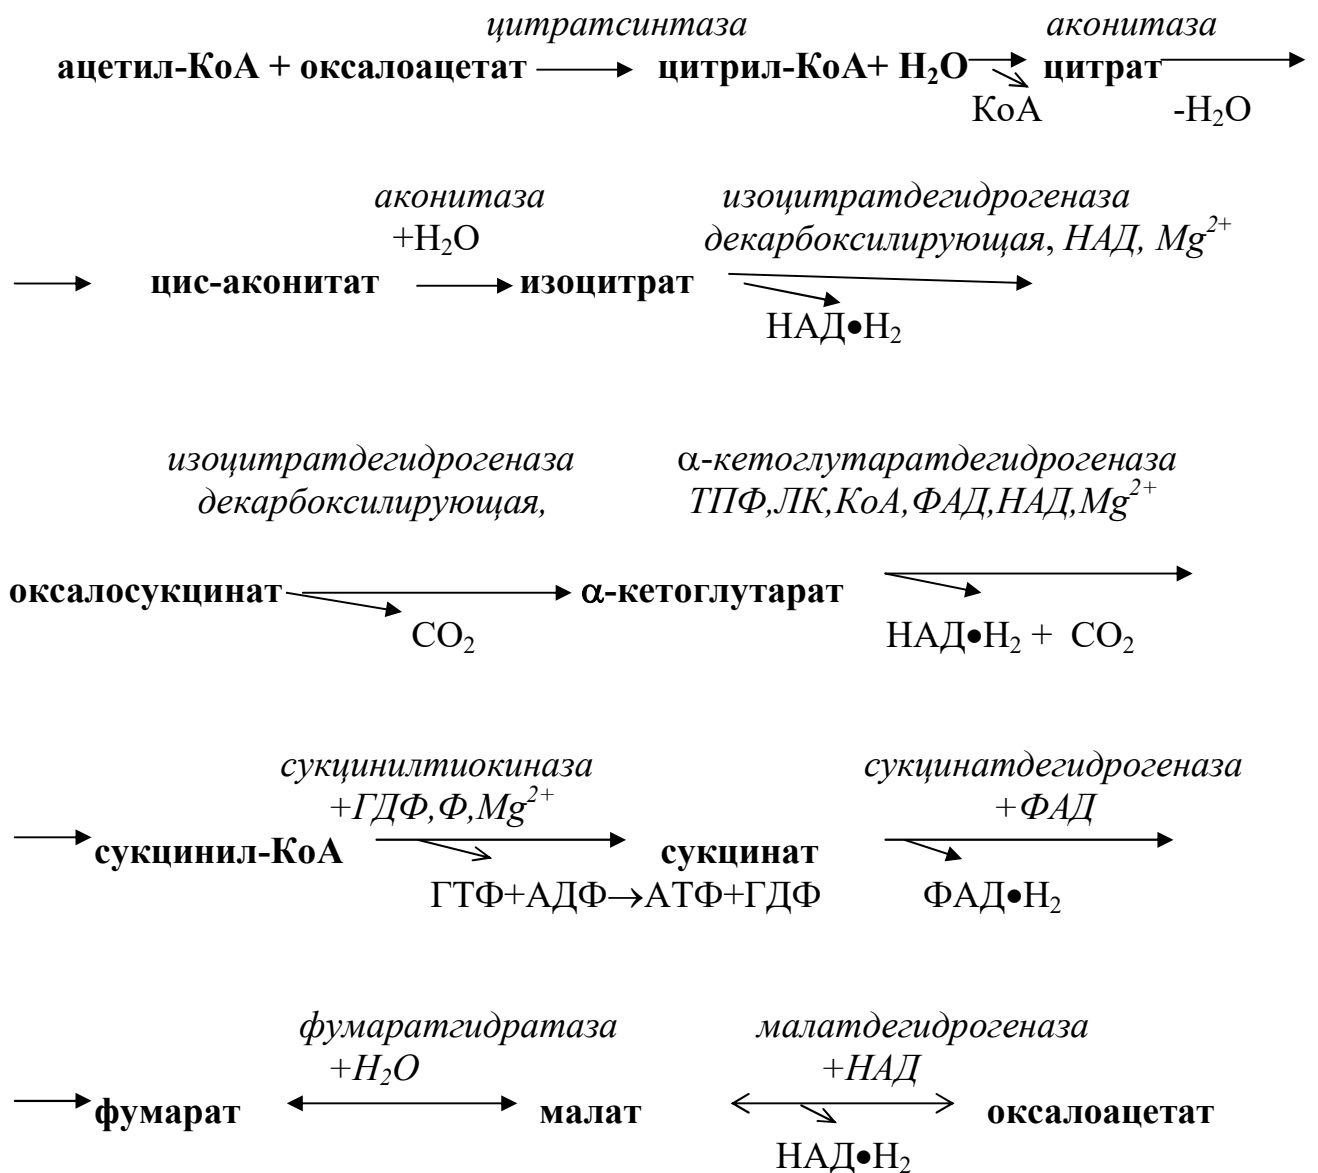 цитратсинтаза аконитаза
ацетил-КоА + оксалоацетат ⟶ цитрил-КоА+ H₂O ⟶ цитрат ⟶
КоА -H₂O
аконитаза изоцитратдегидрогеназа
+H₂O декарбоксилирующая, НАД, Mg²⁺
⟶ цис-аконитат ⟶ изоцитрат ⟶
НАД•H₂
изоцитратдегидрогеназа α-кетоглутаратдегидрогеназа
декарбоксилирующая, ТПФ,ЛК,КоА,ФАД,НАД,Mg²⁺
оксалосукцинат ⟶ α-кетоглутарат ⟶
CO₂ НАД•H₂ + CO₂
сукцинилтиокиназа сукцинатдегидрогеназа
+ГДФ,Ф,Mg²⁺ +ФАД
⟶ сукцинил-КоА ⟶ сукцинат ⟶
ГТФ+АДФ→АТФ+ГДФ ФАД•H₂
фумаратгидратаза малатдегидрогеназа
+H₂O +НАД
⟶ фумарат ⟷ малат ⟷ оксалоацетат
НАД•H₂